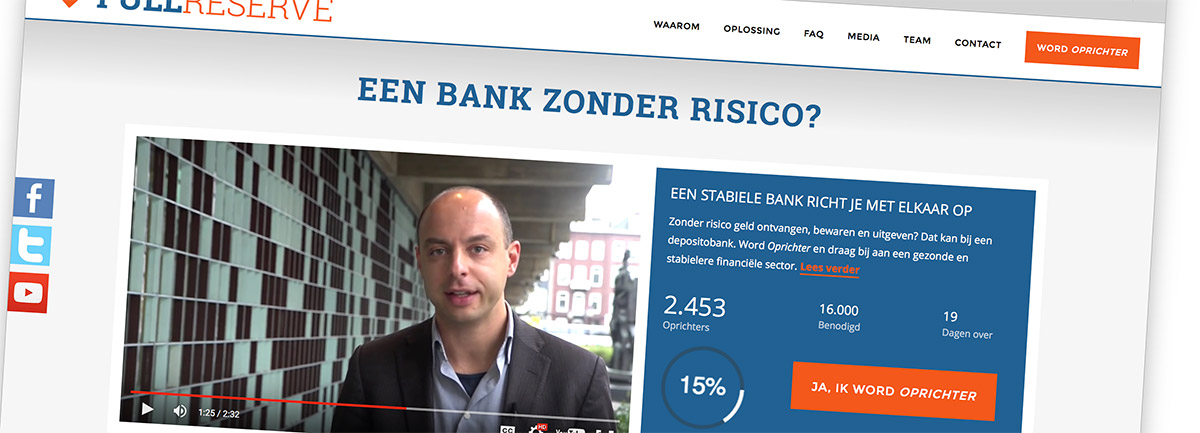 FULLRESERVE
WAAROM
OPLOSSING
FAQ
MEDIA
TEAM
CONTACT
WORD OPRICHTER
EEN BANK ZONDER RISICO?
EEN STABIELE BANK RICHT JE MET ELKAAR OP
Zonder risico geld ontvangen, bewaren en uitgeven? Dat kan bij een
depositobank. Word Oprichter en draag bij aan een gezonde en
stabielere financiële sector. Lees verder
2.453
Oprichters
16.000
Benodigd
19
Dagen over
15%
JA, IK WORD OPRICHTER
1:25 / 2:32
CC
HD